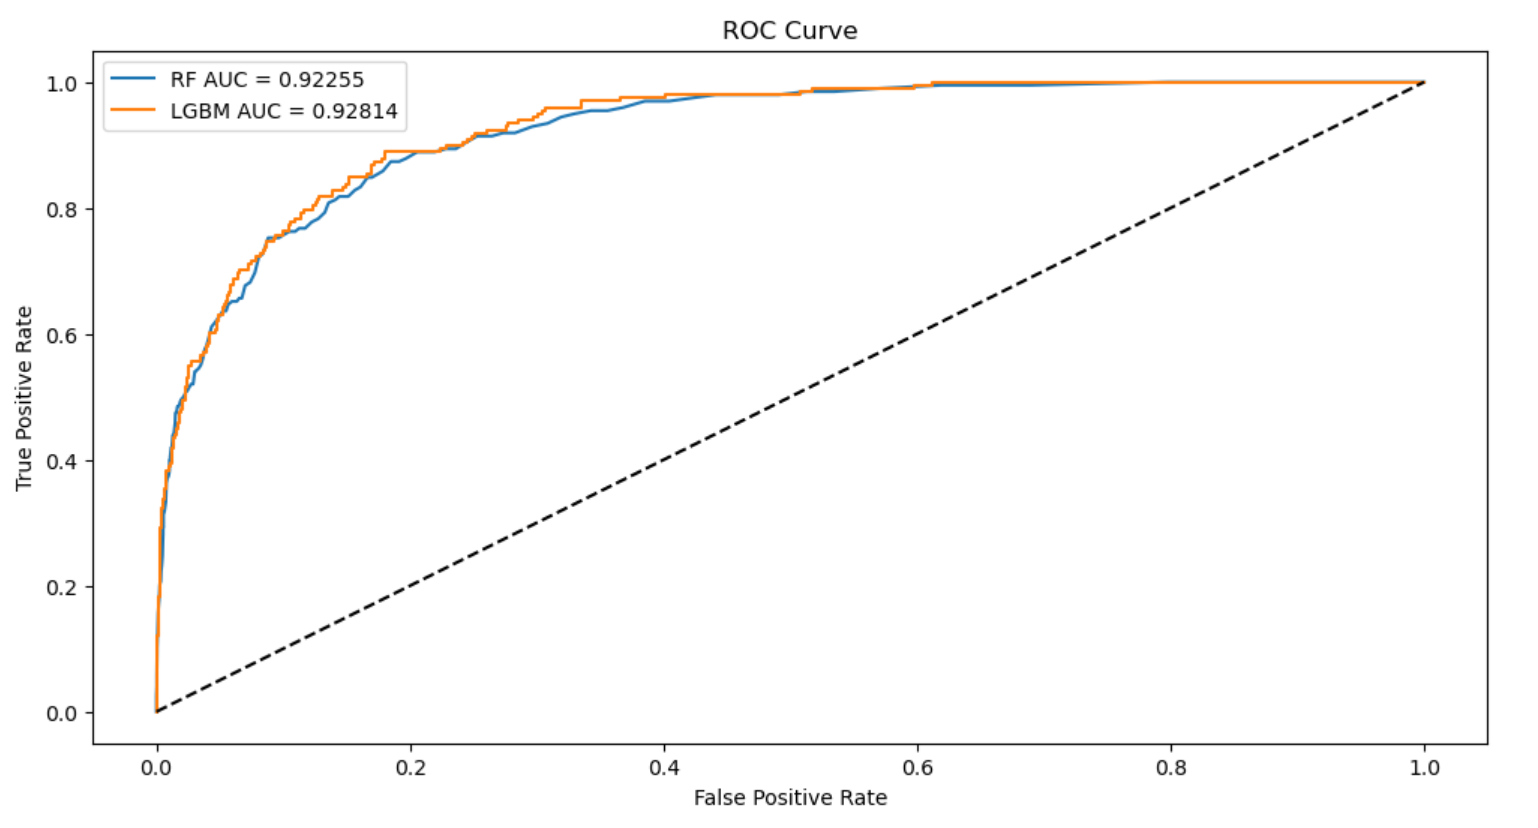 ROC Curve
RF AUC = 0.92255
LGBM AUC = 0.92814
True Positive Rate
1.0
0.8
0.6
0.4
0.2
0.0
0.0 0.2 0.4 0.6 0.8 1.0
False Positive Rate